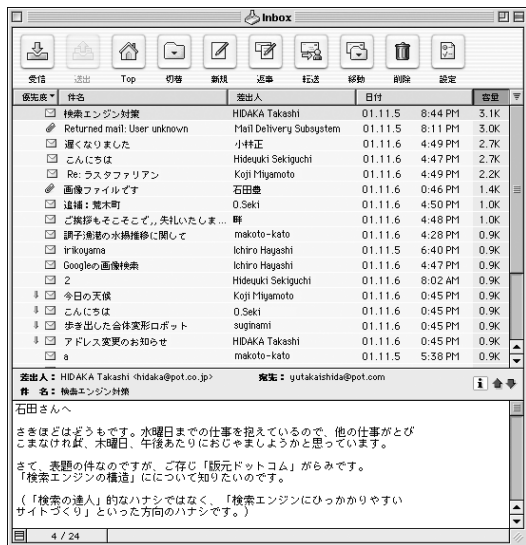 Inbox
受信 送出 Top 切替 新規 返事 転送 移動 削除 設定
優先度 件名 差出人 日付 容量
検索エンジン対策 HIDAKA Takashi 01.11.5 8:44 PM 3.1K
Returned mail: User unknown Mail Delivery Subsystem 01.11.5 8:11 PM 3.0K
遅くなりました 小林正 01.11.6 4:49 PM 2.7K
こんにちは Hideyuki Sekiguchi 01.11.6 4:47 PM 2.7K
Re: ラスタファリアン Koji Miyamoto 01.11.6 4:49 PM 2.2K
画像ファイルです 石田豊 01.11.6 0:46 PM 1.4K
追補：荒木町 O.Seki 01.11.6 4:50 PM 1.0K
ご挨拶もそこそこで,,失礼いたしま... 畔 01.11.6 4:48 PM 1.0K
調子漁港の水揚推移に関して makoto-kato 01.11.6 4:28 PM 0.9K
irikoyama Ichiro Hayashi 01.11.5 6:40 PM 0.9K
Googleの画像検索 Ichiro Hayashi 01.11.6 4:47 PM 0.9K
2 Hideyuki Sekiguchi 01.11.6 8:02 AM 0.9K
今日の天候 Koji Miyamoto 01.11.6 0:45 PM 0.9K
こんにちは O.Seki 01.11.6 0:45 PM 0.9K
歩き出した合体変形ロボット suginami 01.11.6 0:45 PM 0.9K
アドレス変更のお知らせ HIDAKA Takashi 01.11.6 0:45 PM 0.9K
a makoto-kato 01.11.5 5:38 PM 0.9K
差出人： HIDAKA Takashi <hidaka@pot.co.jp> 宛先： yutakaishida@pot.com
件 名： 検索エンジン対策
石田さんへ
さきほどはどうもです。水曜日までの仕事を抱えているので、他の仕事がとび
こまなければ、木曜日、午後あたりにおじゃましようかと思っています。
さて、表題の件なのですが、ご存じ「版元ドットコム」がらみです。
「検索エンジンの構造」にについて知りたいのです。
（「検索の達人」的なハナシではなく、「検索エンジンにひっかかりやすい
サイトづくり」といった方向のハナシです。）
4 / 24